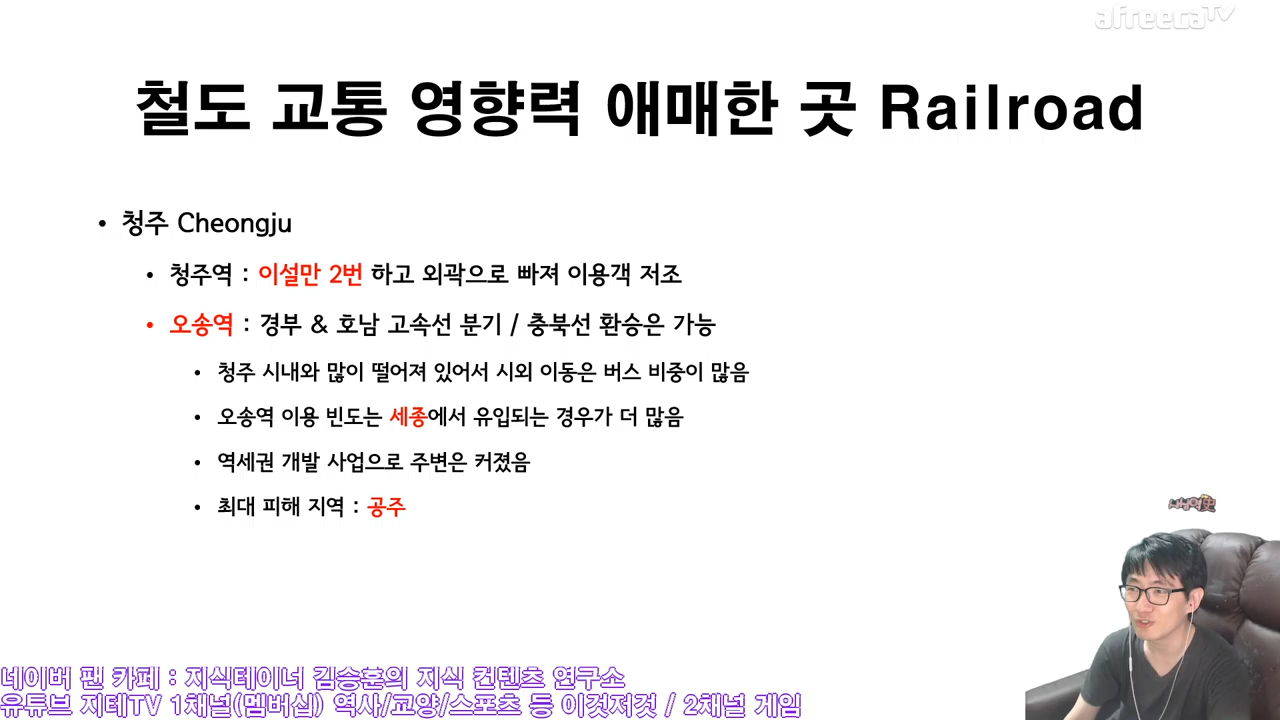 afreecaTV
철도 교통 영향력 애매한 곳 Railroad
• 청주 Cheongju
• 청주역 : 이설만 2번 하고 외곽으로 빠져 이용객 저조
• 오송역 : 경부 & 호남 고속선 분기 / 충북선 환승은 가능
• 청주 시내와 많이 떨어져 있어서 시외 이동은 버스 비중이 많음
• 오송역 이용 빈도는 세종에서 유입되는 경우가 더 많음
• 역세권 개발 사업으로 주변은 커졌음
• 최대 피해 지역 : 공주
네이버 팬 카페 : 지식테이너 김승훈의 지식 컨텐츠 연구소
유튜브 지테TV 1채널(멤버십) 역사/교양/스포츠 등 이것저것 / 2채널 게임